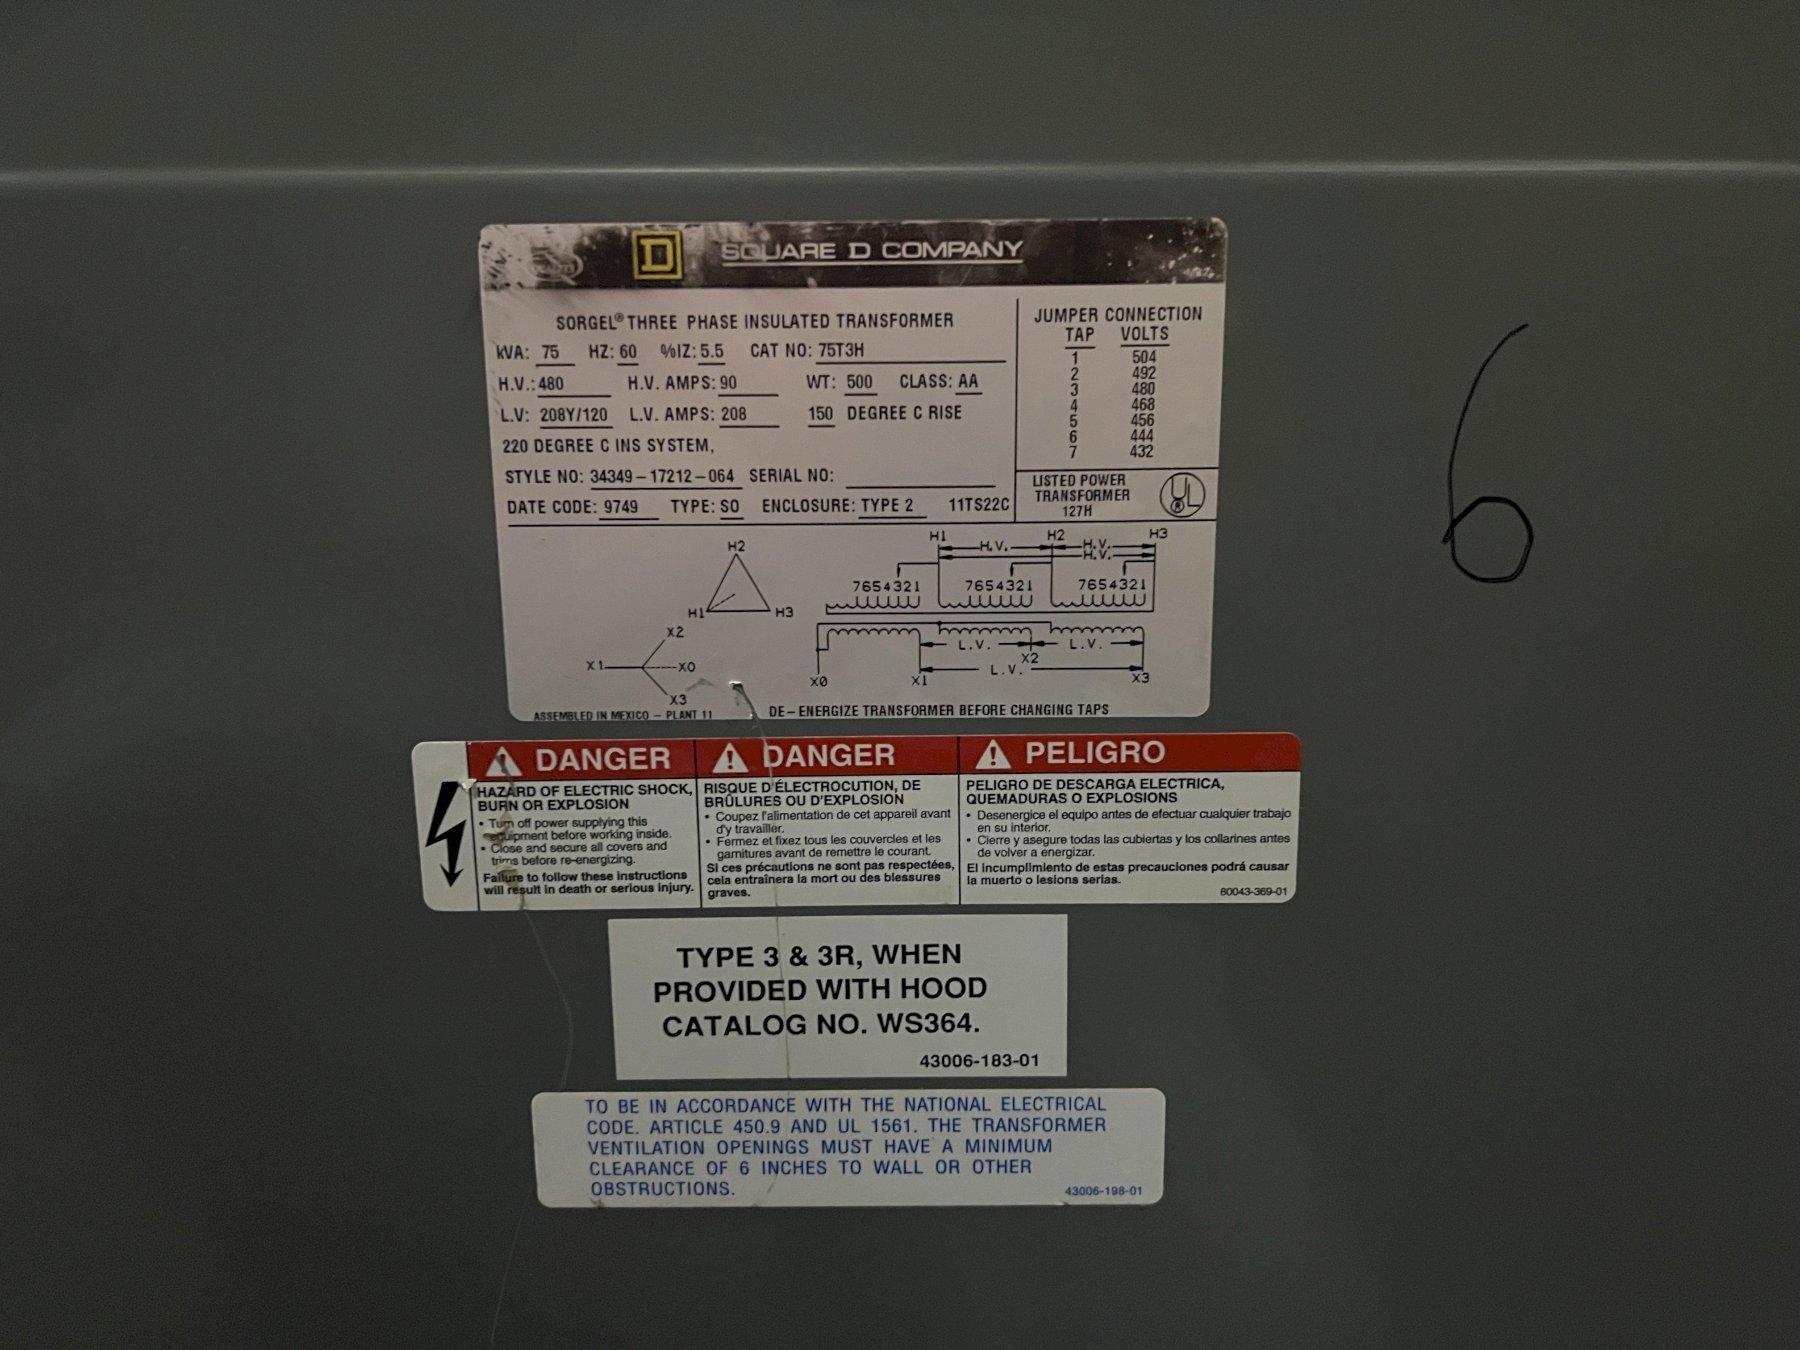 SQUARE D COMPANY
SORGEL® THREE PHASE INSULATED TRANSFORMER
kVA: 75 HZ: 60 %IZ: 5.5 CAT NO: 75T3H
H.V.: 480 H.V. AMPS: 90 WT: 500 CLASS: AA
L.V: 208Y/120 L.V. AMPS: 208 150 DEGREE C RISE
220 DEGREE C INS SYSTEM,
STYLE NO: 34349-17212-064 SERIAL NO:
DATE CODE: 9749 TYPE: SO ENCLOSURE: TYPE 2 11TS22C
JUMPER CONNECTION
TAP VOLTS
1 504
2 492
3 480
4 468
5 456
6 444
7 432
LISTED POWER
TRANSFORMER
127H
UL
H2
H1 H3
X2
X1 X0
X3
H1 H2 H3
H.V. H.V.
H.V.
7654321 7654321 7654321
L.V. L.V.
X2
L.V.
X0 X1 X3
ASSEMBLED IN MEXICO - PLANT 11
DE-ENERGIZE TRANSFORMER BEFORE CHANGING TAPS
6
DANGER
HAZARD OF ELECTRIC SHOCK,
BURN OR EXPLOSION
• Turn off power supplying this
equipment before working inside.
• Close and secure all covers and
trims before re-energizing.
Failure to follow these instructions
will result in death or serious injury.
DANGER
RISQUE D'ÉLECTROCUTION, DE
BRÛLURES OU D'EXPLOSION
• Coupez l'alimentation de cet appareil avant
d'y travailler.
• Fermez et fixez tous les couvercles et les
garnitures avant de remettre le courant.
Si ces précautions ne sont pas respectées,
cela entraînera la mort ou des blessures
graves.
PELIGRO
PELIGRO DE DESCARGA ELECTRICA,
QUEMADURAS O EXPLOSIONS
• Desenergice el equipo antes de efectuar cualquier trabajo
en su interior.
• Cierre y asegure todas las cubiertas y los collarines antes
de volver a energizar.
El incumplimiento de estas precauciones podrá causar
la muerto o lesions serias.
80043-369-01
TYPE 3 & 3R, WHEN
PROVIDED WITH HOOD
CATALOG NO. WS364.
43006-183-01
TO BE IN ACCORDANCE WITH THE NATIONAL ELECTRICAL
CODE. ARTICLE 450.9 AND UL 1561. THE TRANSFORMER
VENTILATION OPENINGS MUST HAVE A MINIMUM
CLEARANCE OF 6 INCHES TO WALL OR OTHER
OBSTRUCTIONS.
43006-198-01